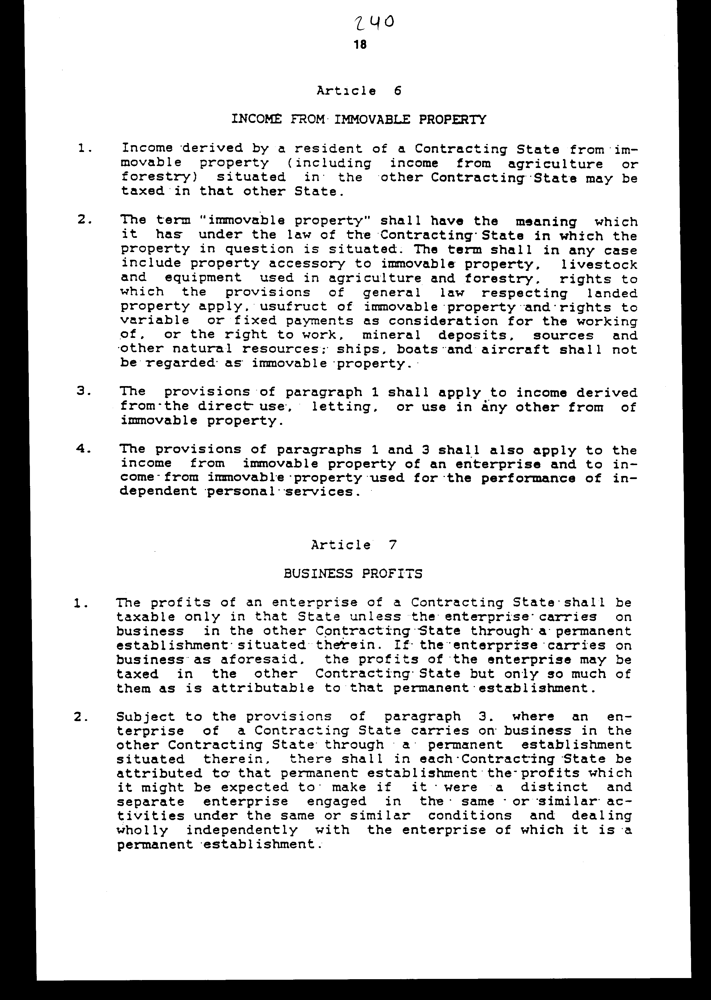 240
18
Article 6
INCOME FROM IMMOVABLE PROPERTY
1. Income derived by a resident of a Contracting State from im-
movable property (including income from agriculture or
forestry) situated in the other Contracting State may be
taxed in that other State.
2. The term "immovable property" shall have the meaning which
it has under the law of the Contracting State in which the
property in question is situated. The term shall in any case
include property accessory to immovable property, livestock
and equipment used in agriculture and forestry, rights to
which the provisions of general law respecting landed
property apply, usufruct of immovable property and rights to
variable or fixed payments as consideration for the working
of, or the right to work, mineral deposits, sources and
other natural resources; ships, boats and aircraft shall not
be regarded as immovable property.
3. The provisions of paragraph 1 shall apply to income derived
from the direct use, letting, or use in any other from of
immovable property.
4. The provisions of paragraphs 1 and 3 shall also apply to the
income from immovable property of an enterprise and to in-
come from immovable property used for the performance of in-
dependent personal services.
Article 7
BUSINESS PROFITS
1. The profits of an enterprise of a Contracting State shall be
taxable only in that State unless the enterprise carries on
business in the other Contracting State through a permanent
establishment situated therein. If the enterprise carries on
business as aforesaid, the profits of the enterprise may be
taxed in the other Contracting State but only so much of
them as is attributable to that permanent establishment.
2. Subject to the provisions of paragraph 3, where an en-
terprise of a Contracting State carries on business in the
other Contracting State through a permanent establishment
situated therein, there shall in each Contracting State be
attributed to that permanent establishment the profits which
it might be expected to make if it were a distinct and
separate enterprise engaged in the same or similar ac-
tivities under the same or similar conditions and dealing
wholly independently with the enterprise of which it is a
permanent establishment.